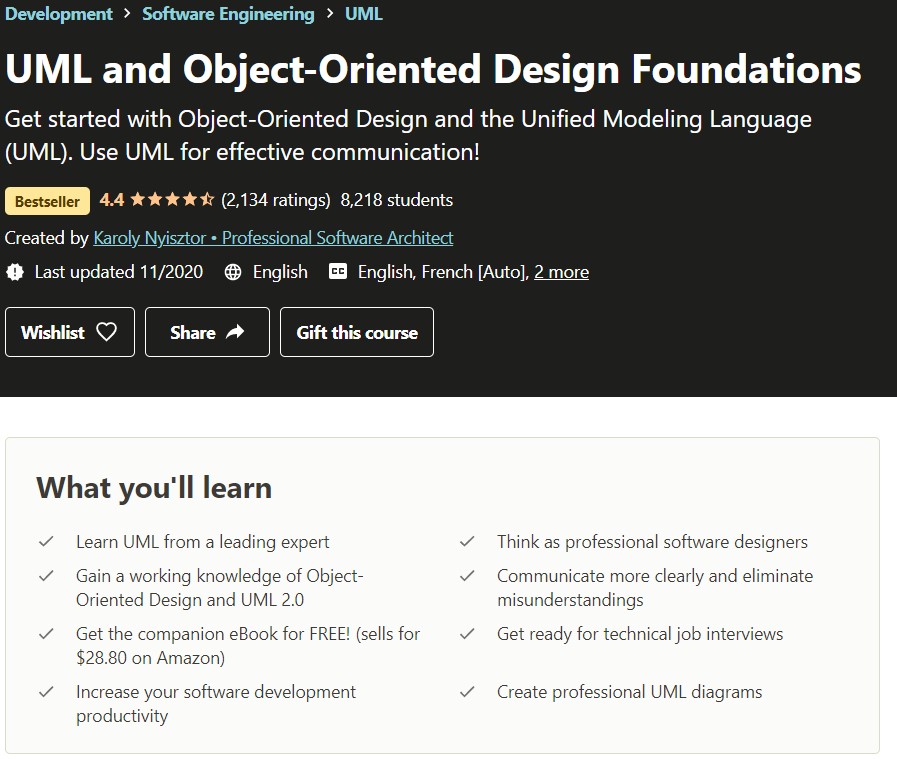 Development > Software Engineering > UML
UML and Object-Oriented Design Foundations
Get started with Object-Oriented Design and the Unified Modeling Language
(UML). Use UML for effective communication!
Bestseller 4.4 (2,134 ratings) 8,218 students
Created by Karoly Nyisztor • Professional Software Architect
Last updated 11/2020 English CC English, French [Auto], 2 more
Wishlist Share Gift this course
What you'll learn
Learn UML from a leading expert
Gain a working knowledge of Object-
Oriented Design and UML 2.0
Get the companion eBook for FREE! (sells for
$28.80 on Amazon)
Increase your software development
productivity
Think as professional software designers
Communicate more clearly and eliminate
misunderstandings
Get ready for technical job interviews
Create professional UML diagrams